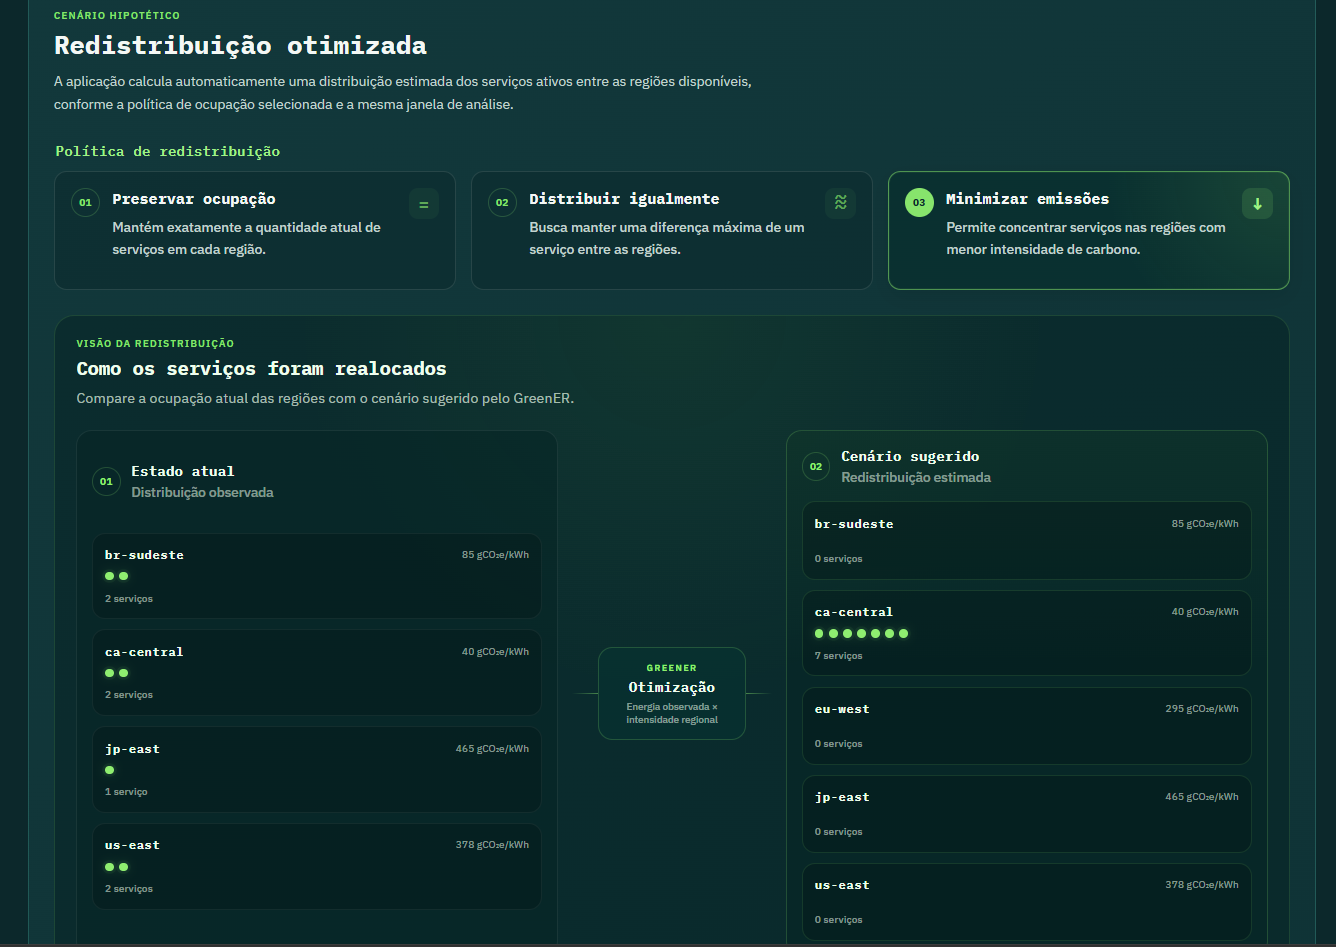 CENÁRIO HIPOTÉTICO
Redistribuição otimizada
A aplicação calcula automaticamente uma distribuição estimada dos serviços ativos entre as regiões disponíveis,
conforme a política de ocupação selecionada e a mesma janela de análise.
Política de redistribuição
01
Preservar ocupação
=
Mantém exatamente a quantidade atual de
serviços em cada região.
02
Distribuir igualmente
≋
Busca manter uma diferença máxima de um
serviço entre as regiões.
03
Minimizar emissões
↓
Permite concentrar serviços nas regiões com
menor intensidade de carbono.
VISÃO DA REDISTRIBUIÇÃO
Como os serviços foram realocados
Compare a ocupação atual das regiões com o cenário sugerido pelo GreenER.
01
Estado atual
Distribuição observada
br-sudeste
85 gCO₂e/kWh
2 serviços
ca-central
40 gCO₂e/kWh
2 serviços
jp-east
465 gCO₂e/kWh
1 serviço
us-east
378 gCO₂e/kWh
2 serviços
GREENER
Otimização
Energia observada ×
intensidade regional
02
Cenário sugerido
Redistribuição estimada
br-sudeste
85 gCO₂e/kWh
0 serviços
ca-central
40 gCO₂e/kWh
7 serviços
eu-west
295 gCO₂e/kWh
0 serviços
jp-east
465 gCO₂e/kWh
0 serviços
us-east
378 gCO₂e/kWh
0 serviços